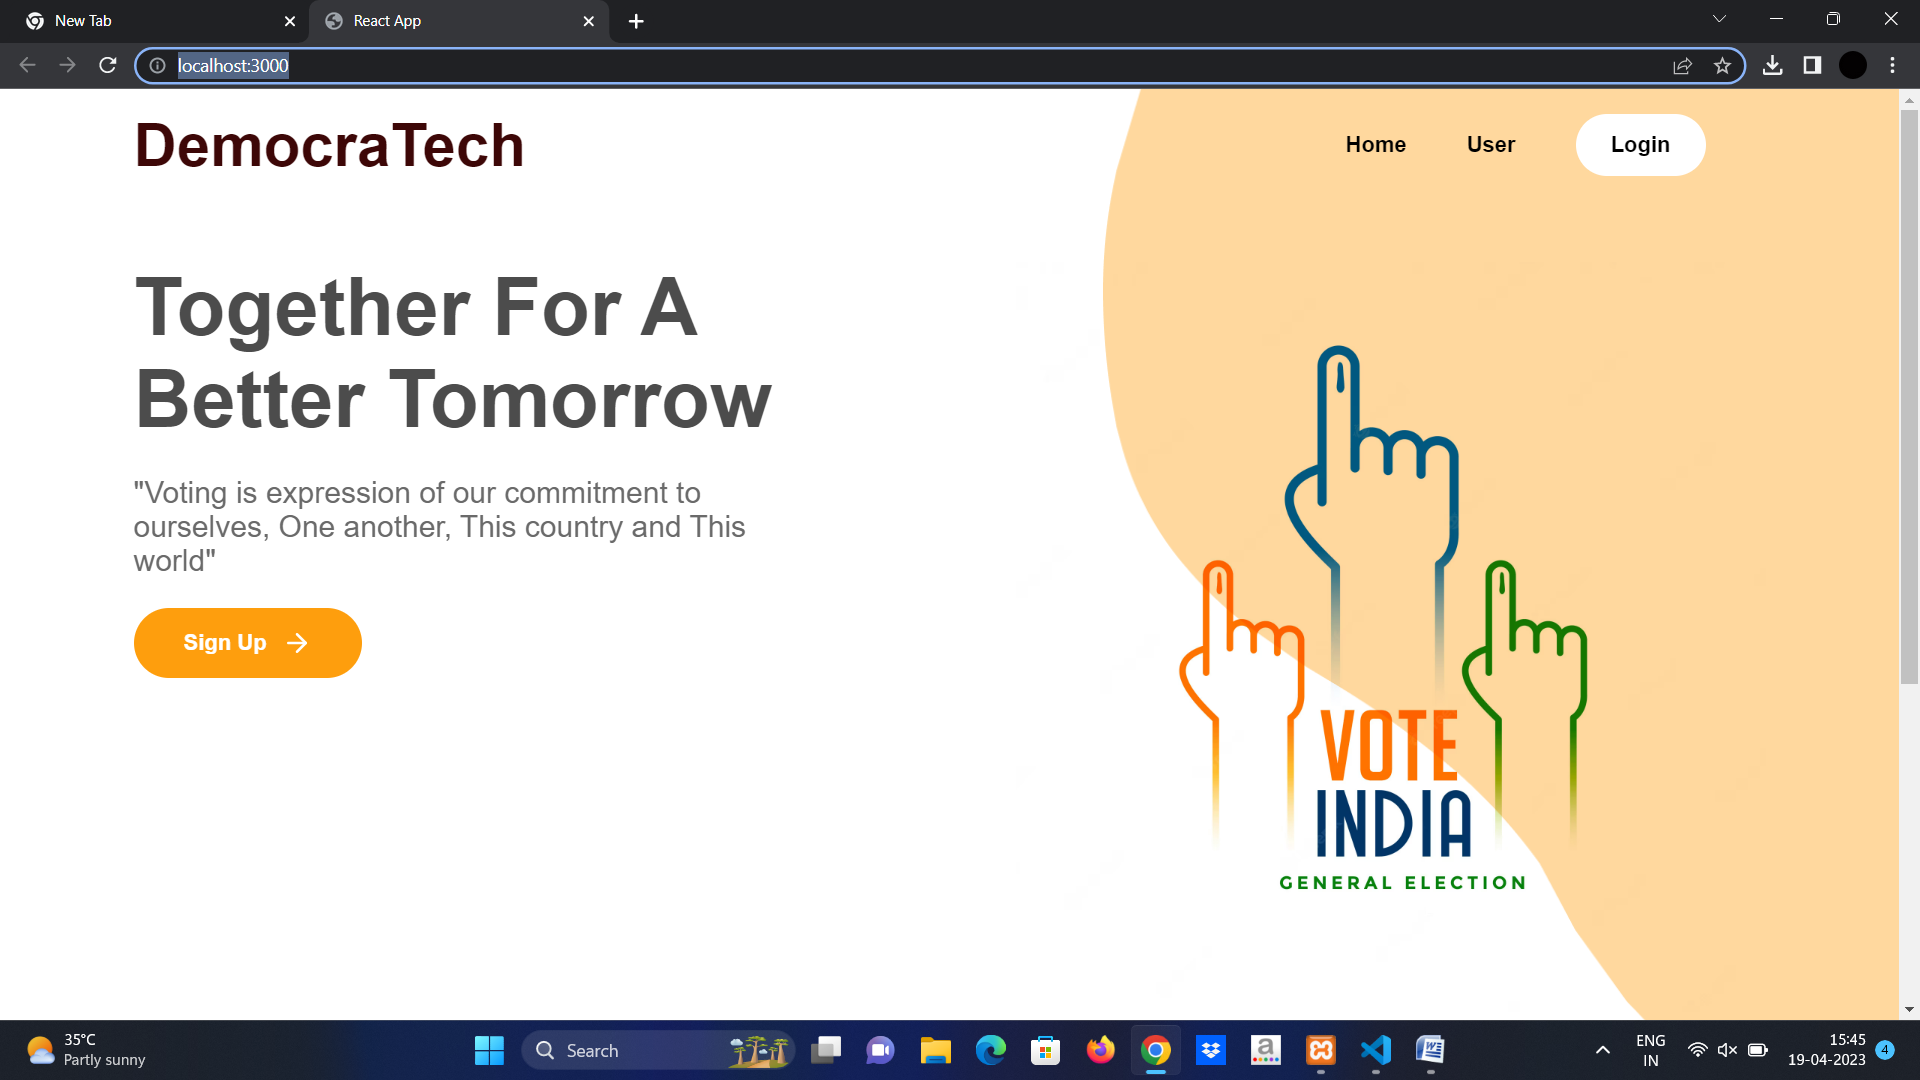 New Tab
React App
localhost:3000
DemocraTech
Home
User
Login
Together For A
Better Tomorrow
"Voting is expression of our commitment to
ourselves, One another, This country and This
world"
Sign Up
VOTE
INDIA
GENERAL ELECTION
35°C
Partly sunny
Search
ENG
IN
15:45
19-04-2023
4